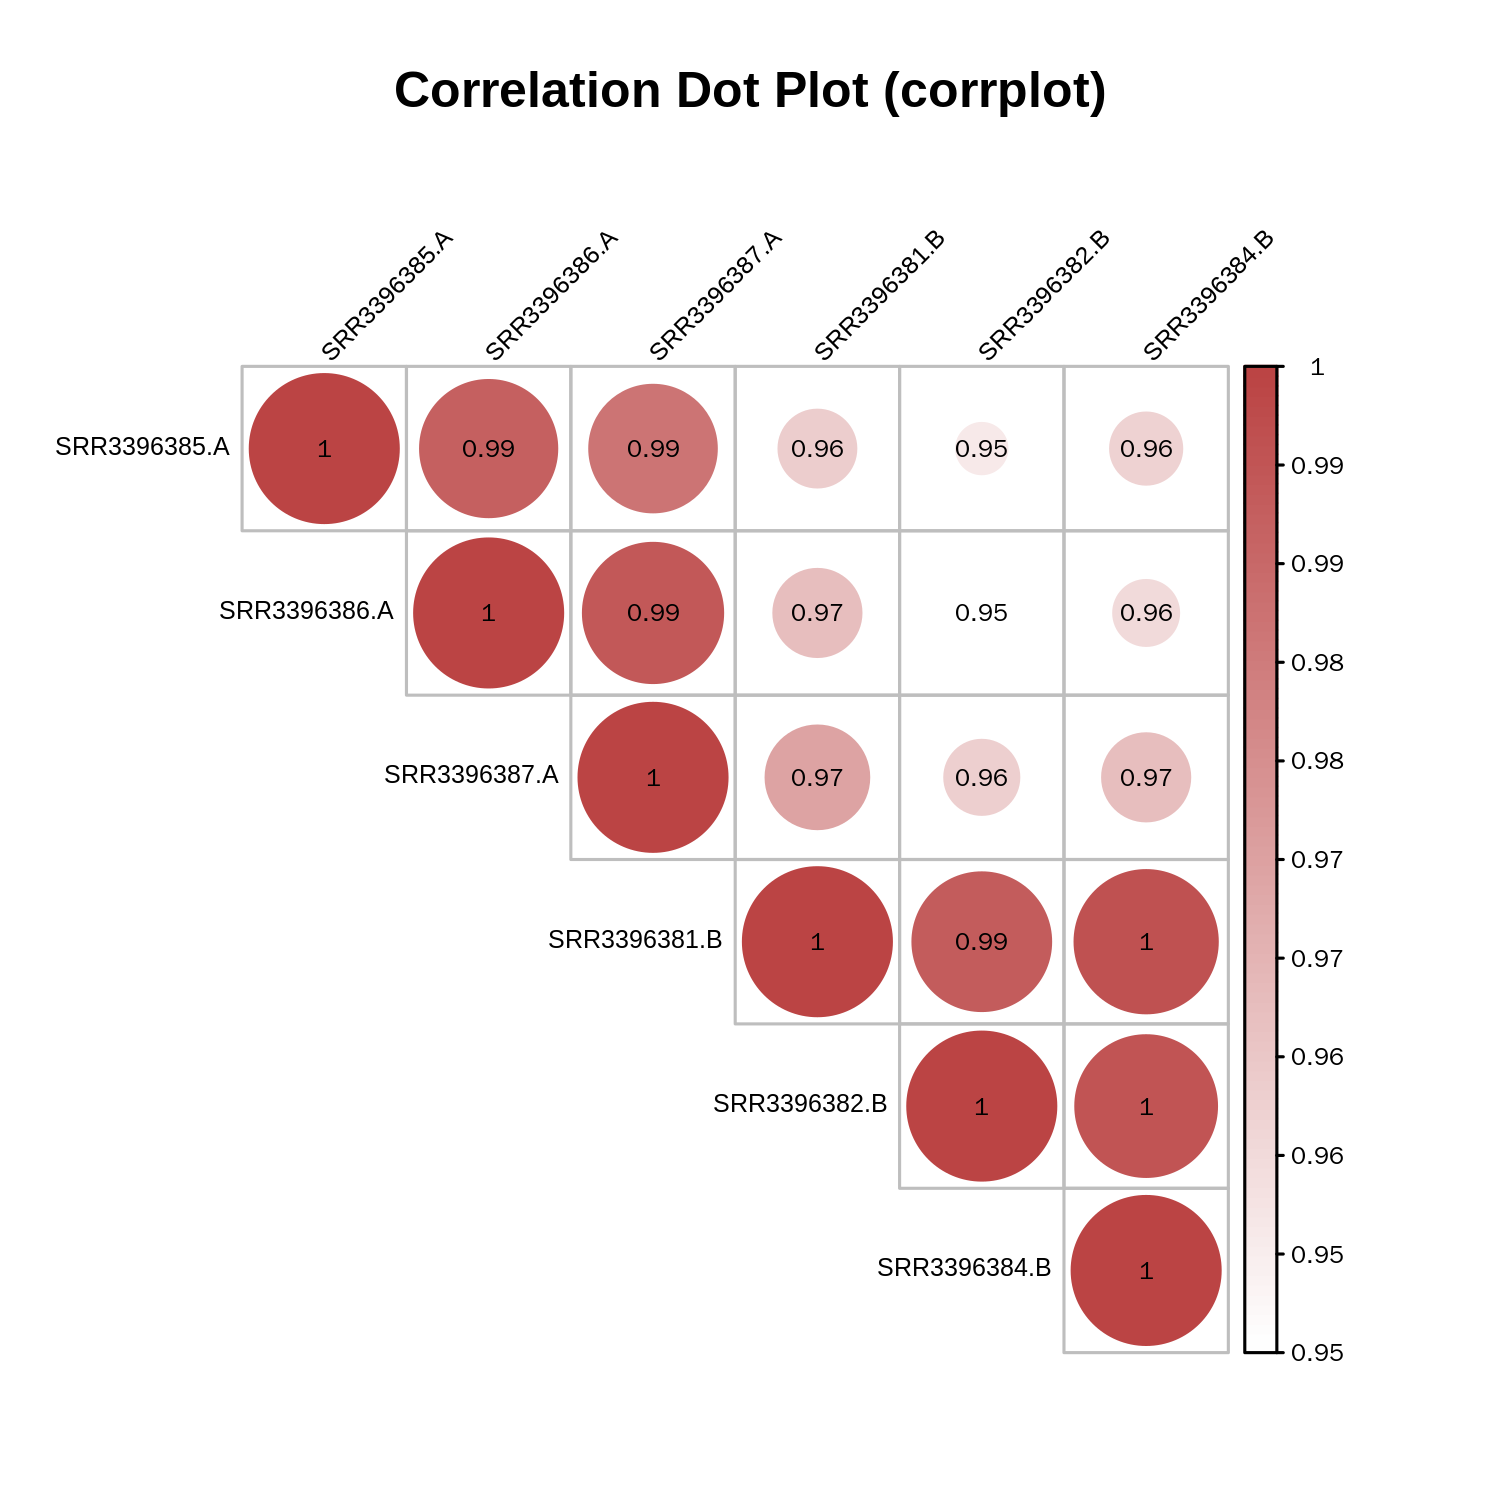 Correlation Dot Plot (corrplot)
SRR3396385.A SRR3396386.A SRR3396387.A SRR3396381.B SRR3396382.B SRR3396384.B
SRR3396385.A 1 0.99 0.99 0.96 0.95 0.96
SRR3396386.A 1 0.99 0.97 0.95 0.96
SRR3396387.A 1 0.97 0.96 0.97
SRR3396381.B 1 0.99 1
SRR3396382.B 1 1
SRR3396384.B 1
1
0.99
0.99
0.98
0.98
0.97
0.97
0.96
0.96
0.95
0.95